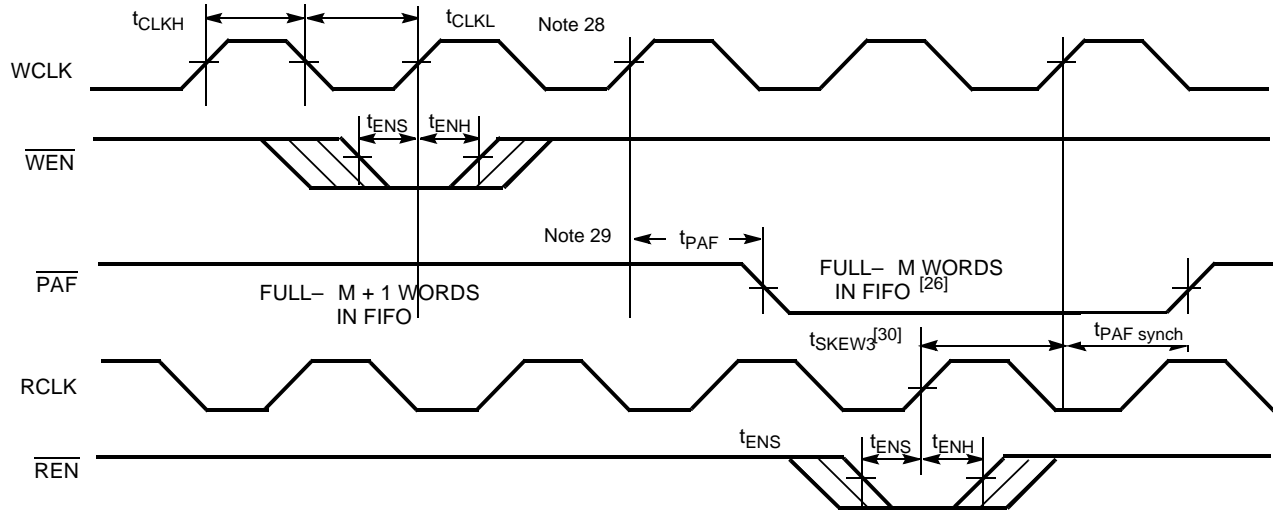 tCLKH tCLKL Note 28
WCLK
tENS tENH
WEN
Note 29 tPAF
PAF
FULL– M + 1 WORDS
IN FIFO
FULL– M WORDS
IN FIFO [26]
tSKEW3[30] tPAF synch
RCLK
tENS tENS tENH
REN